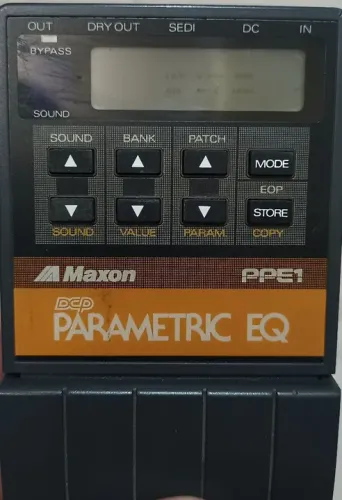 OUT DRY OUT SEDI DC IN
BYPASS
SOUND
SOUND BANK PATCH
MODE
EOP
STORE
SOUND VALUE PARAM. COPY
Maxon PPE1
DCP
PARAMETRIC EQ